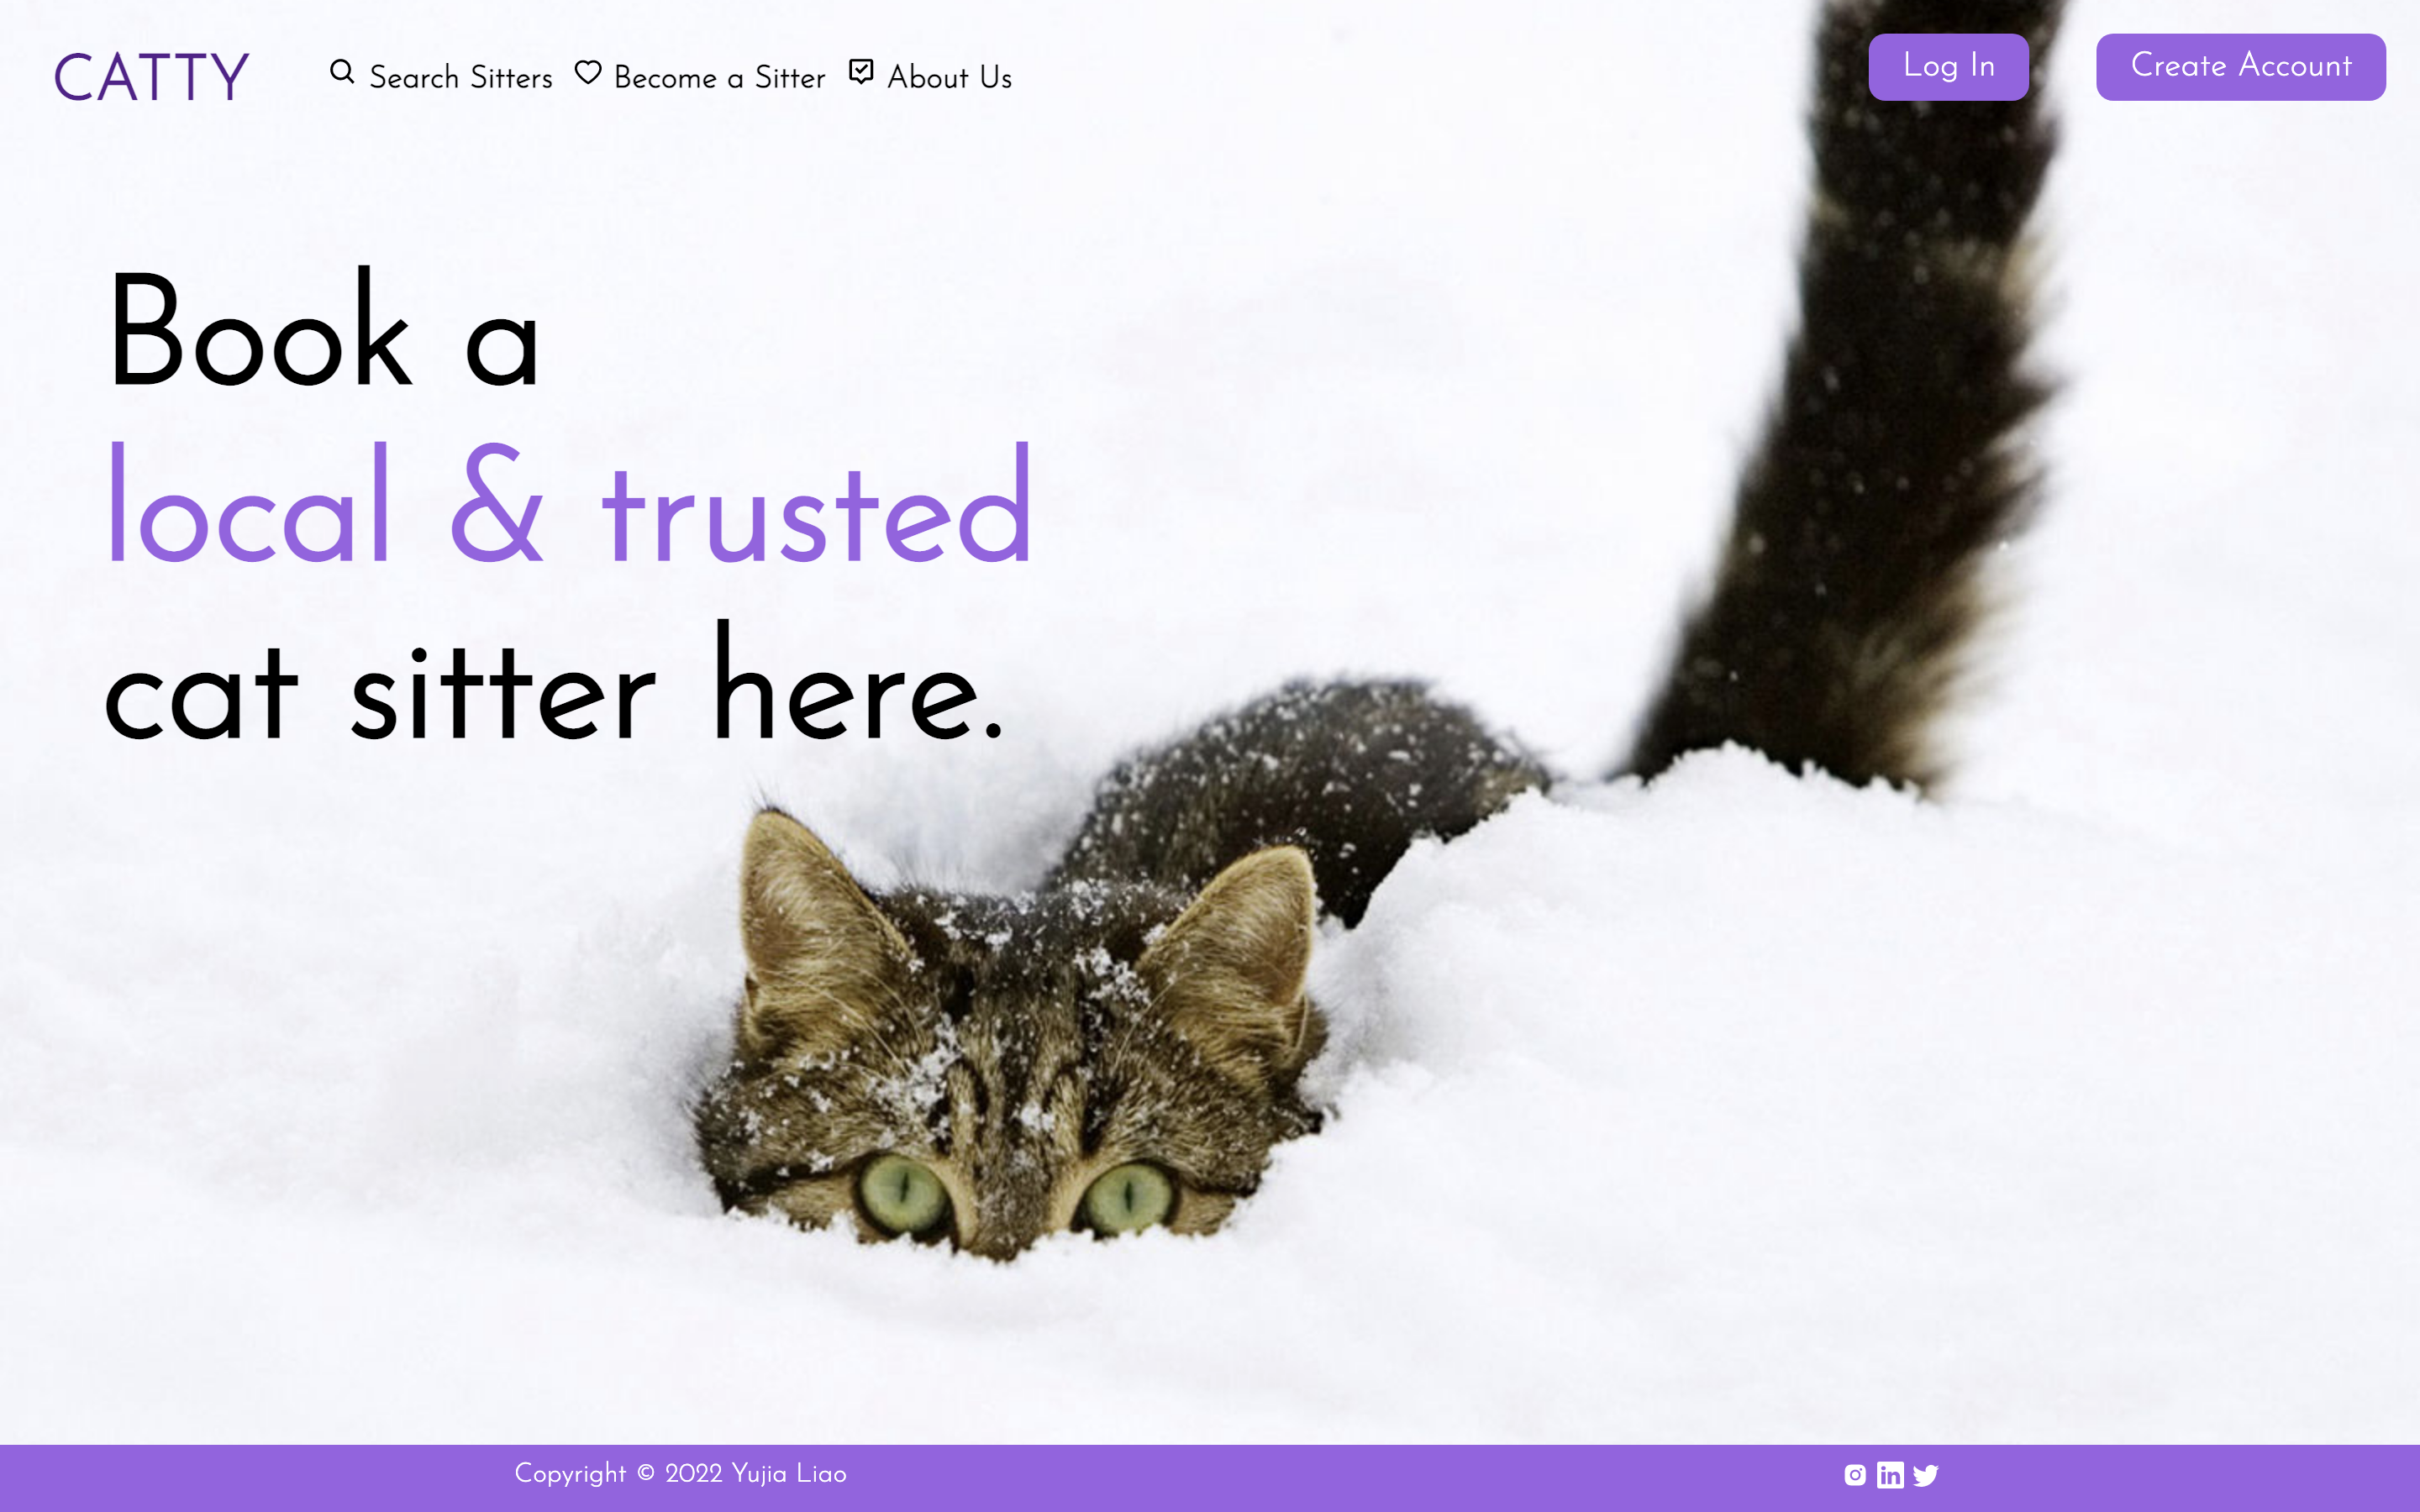 CATTY
Search Sitters
Become a Sitter
About Us
Log In
Create Account
Book a
local & trusted
cat sitter here.
Copyright © 2022 Yujia Liao
in